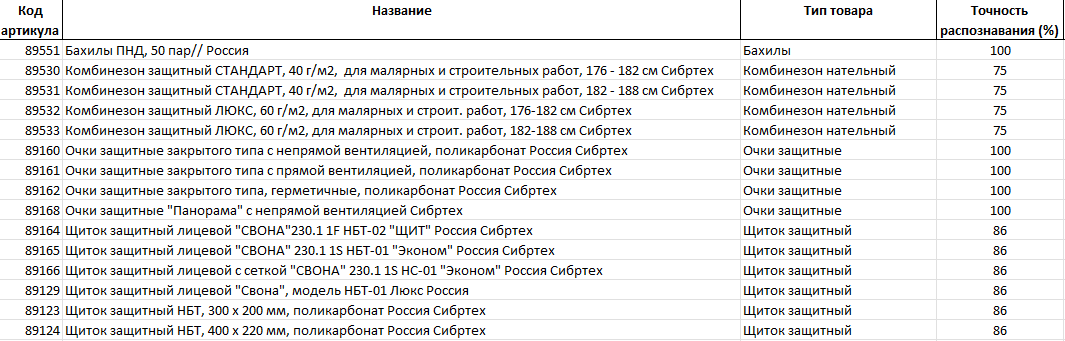 Код артикула Название Тип товара Точность распознавания (%)
89551 Бахилы ПНД, 50 пар// Россия Бахилы 100
89530 Комбинезон защитный СТАНДАРТ, 40 г/м2, для малярных и строительных работ, 176 - 182 см Сибртех Комбинезон нательный 75
89531 Комбинезон защитный СТАНДАРТ, 40 г/м2, для малярных и строительных работ, 182 - 188 см Сибртех Комбинезон нательный 75
89532 Комбинезон защитный ЛЮКС, 60 г/м2, для малярных и строит. работ, 176-182 см Сибртех Комбинезон нательный 75
89533 Комбинезон защитный ЛЮКС, 60 г/м2, для малярных и строит. работ, 182-188 см Сибртех Комбинезон нательный 75
89160 Очки защитные закрытого типа с непрямой вентиляцией, поликарбонат Россия Сибртех Очки защитные 100
89161 Очки защитные закрытого типа с прямой вентиляцией, поликарбонат Россия Сибртех Очки защитные 100
89162 Очки защитные закрытого типа, герметичные, поликарбонат Россия Сибртех Очки защитные 100
89168 Очки защитные "Панорама" с непрямой вентиляцией Сибртех Очки защитные 100
89164 Щиток защитный лицевой "СВОНА"230.1 1F НБТ-02 "ЩИТ" Россия Сибртех Щиток защитный 86
89165 Щиток защитный лицевой "СВОНА" 230.1 1S НБТ-01 "Эконом" Россия Сибртех Щиток защитный 86
89166 Щиток защитный лицевой с сеткой "СВОНА" 230.1 1S НС-01 "Эконом" Россия Сибртех Щиток защитный 86
89129 Щиток защитный лицевой "Свона", модель НБТ-01 Люкс Россия Щиток защитный 86
89123 Щиток защитный НБТ, 300 х 200 мм, поликарбонат Россия Сибртех Щиток защитный 86
89124 Щиток защитный НБТ, 400 х 220 мм, поликарбонат Россия Сибртех Щиток защитный 86